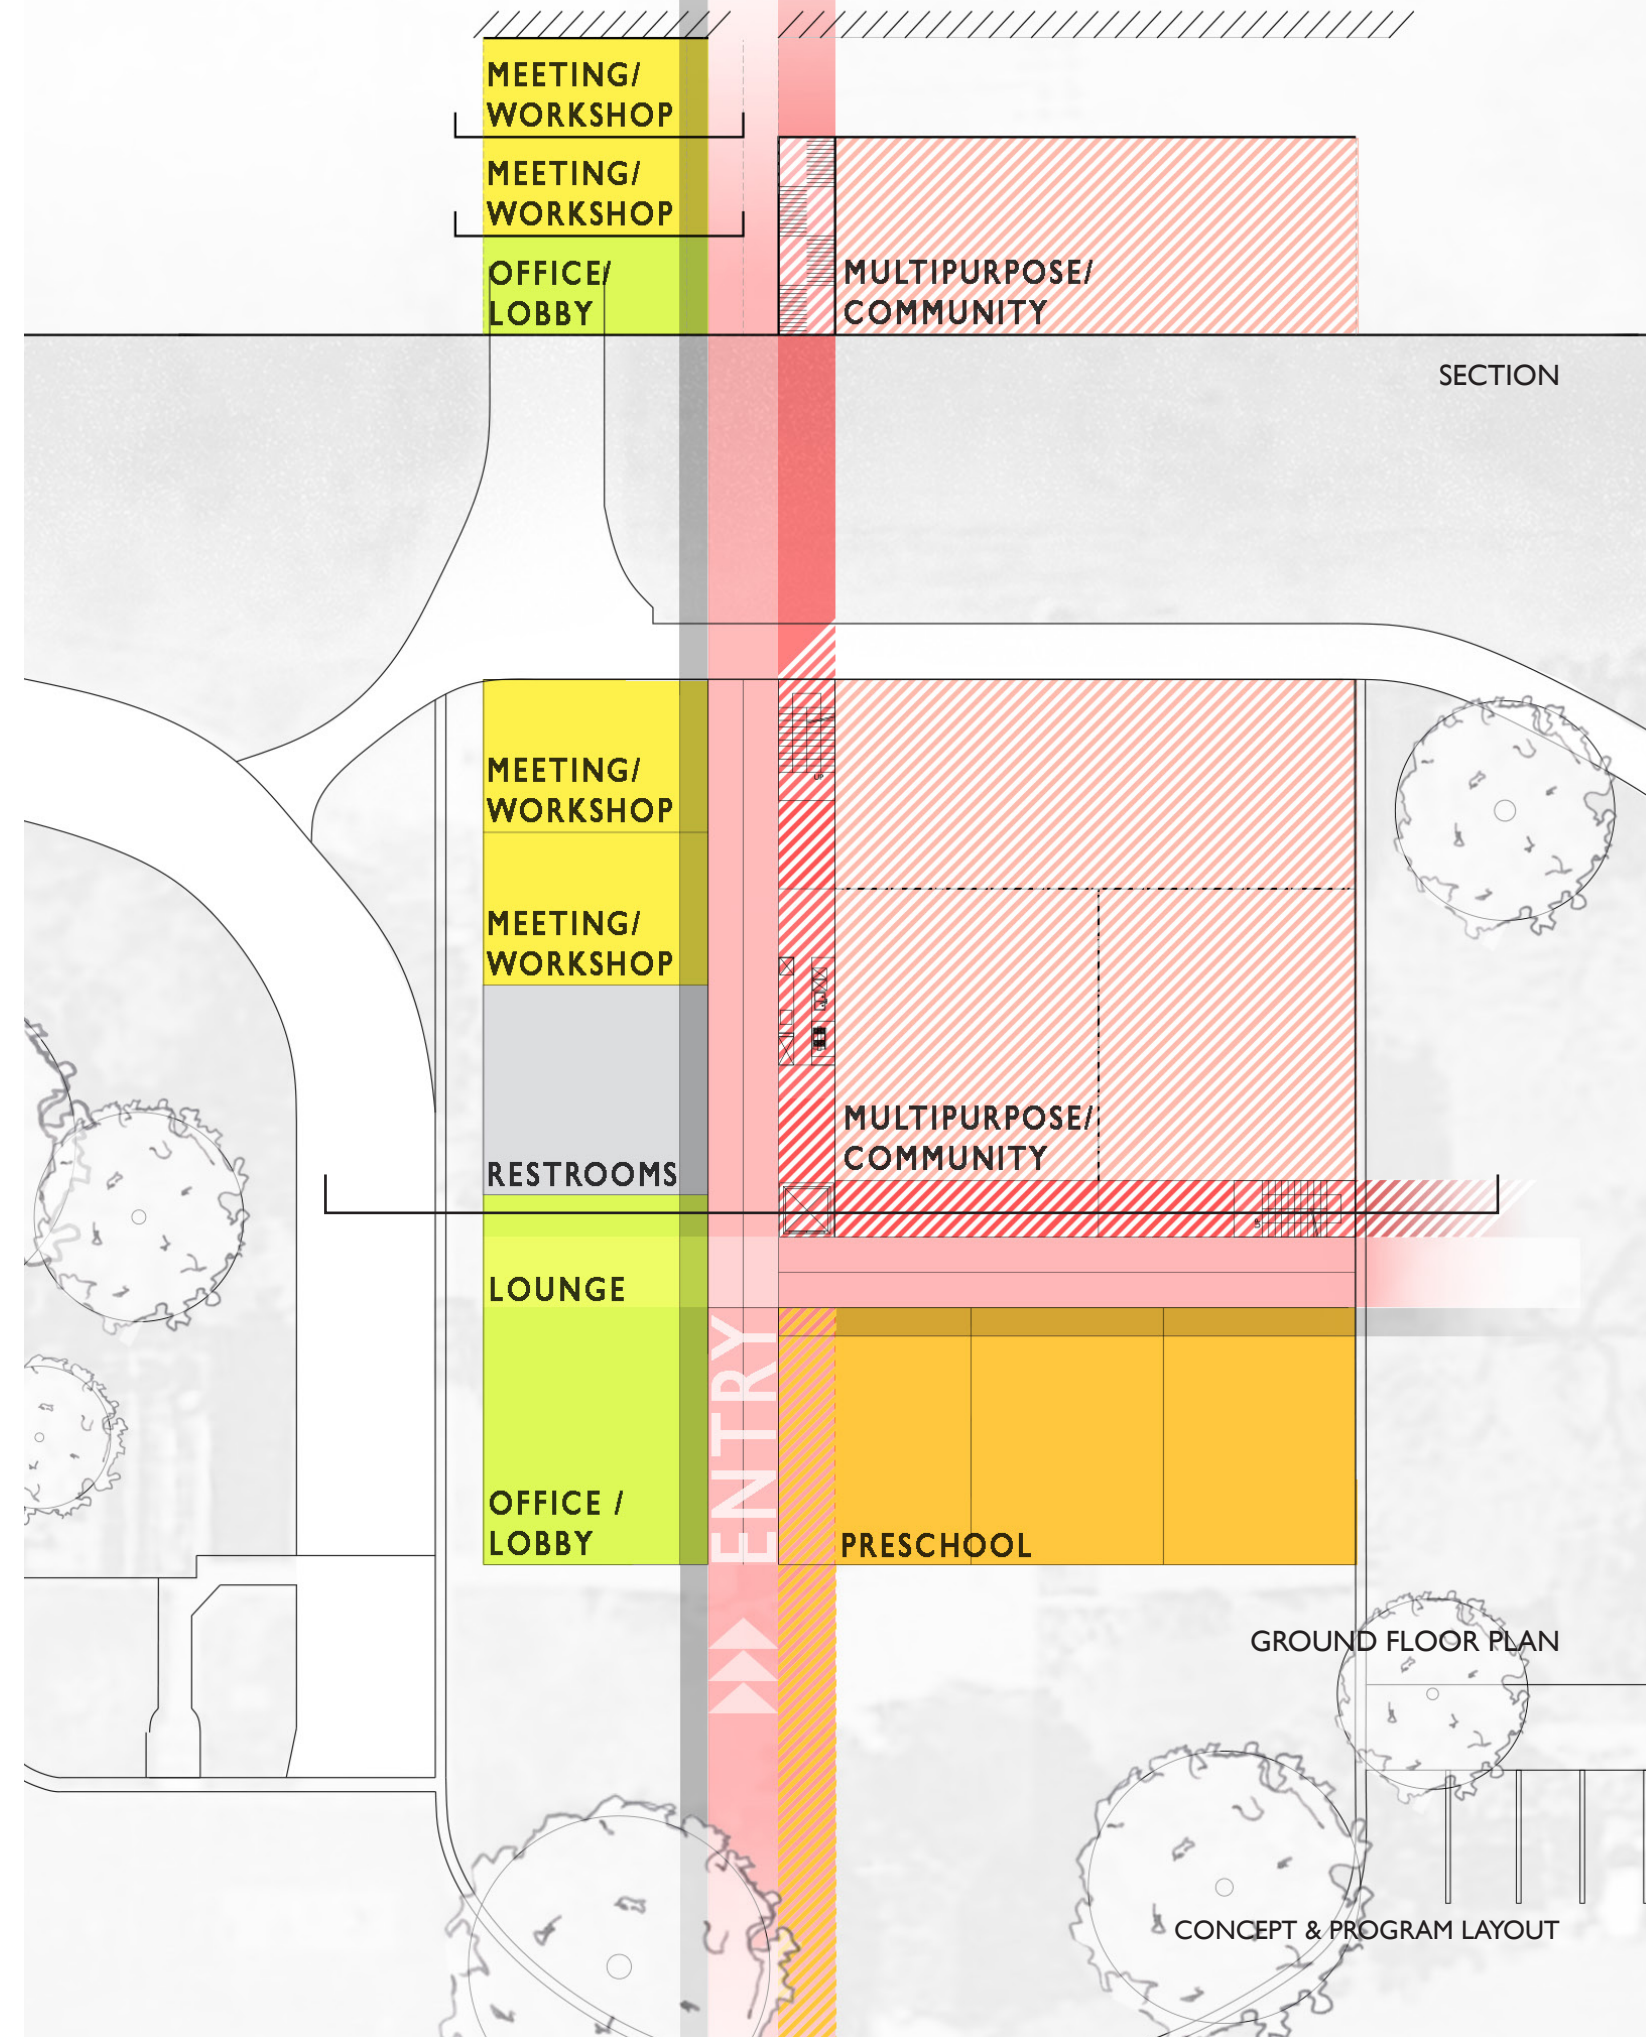 MEETING/
WORKSHOP
MEETING/
WORKSHOP
OFFICE/
LOBBY
MULTIPURPOSE/
COMMUNITY
SECTION
MEETING/
WORKSHOP
MEETING/
WORKSHOP
RESTROOMS
MULTIPURPOSE/
COMMUNITY
LOUNGE
ENTRY
OFFICE /
LOBBY
PRESCHOOL
GROUND FLOOR PLAN
CONCEPT & PROGRAM LAYOUT